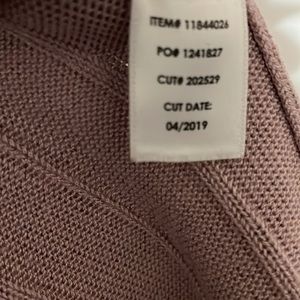 ITEM# 11844026
PO# 1241827
CUT# 202529
CUT DATE:
04/2019